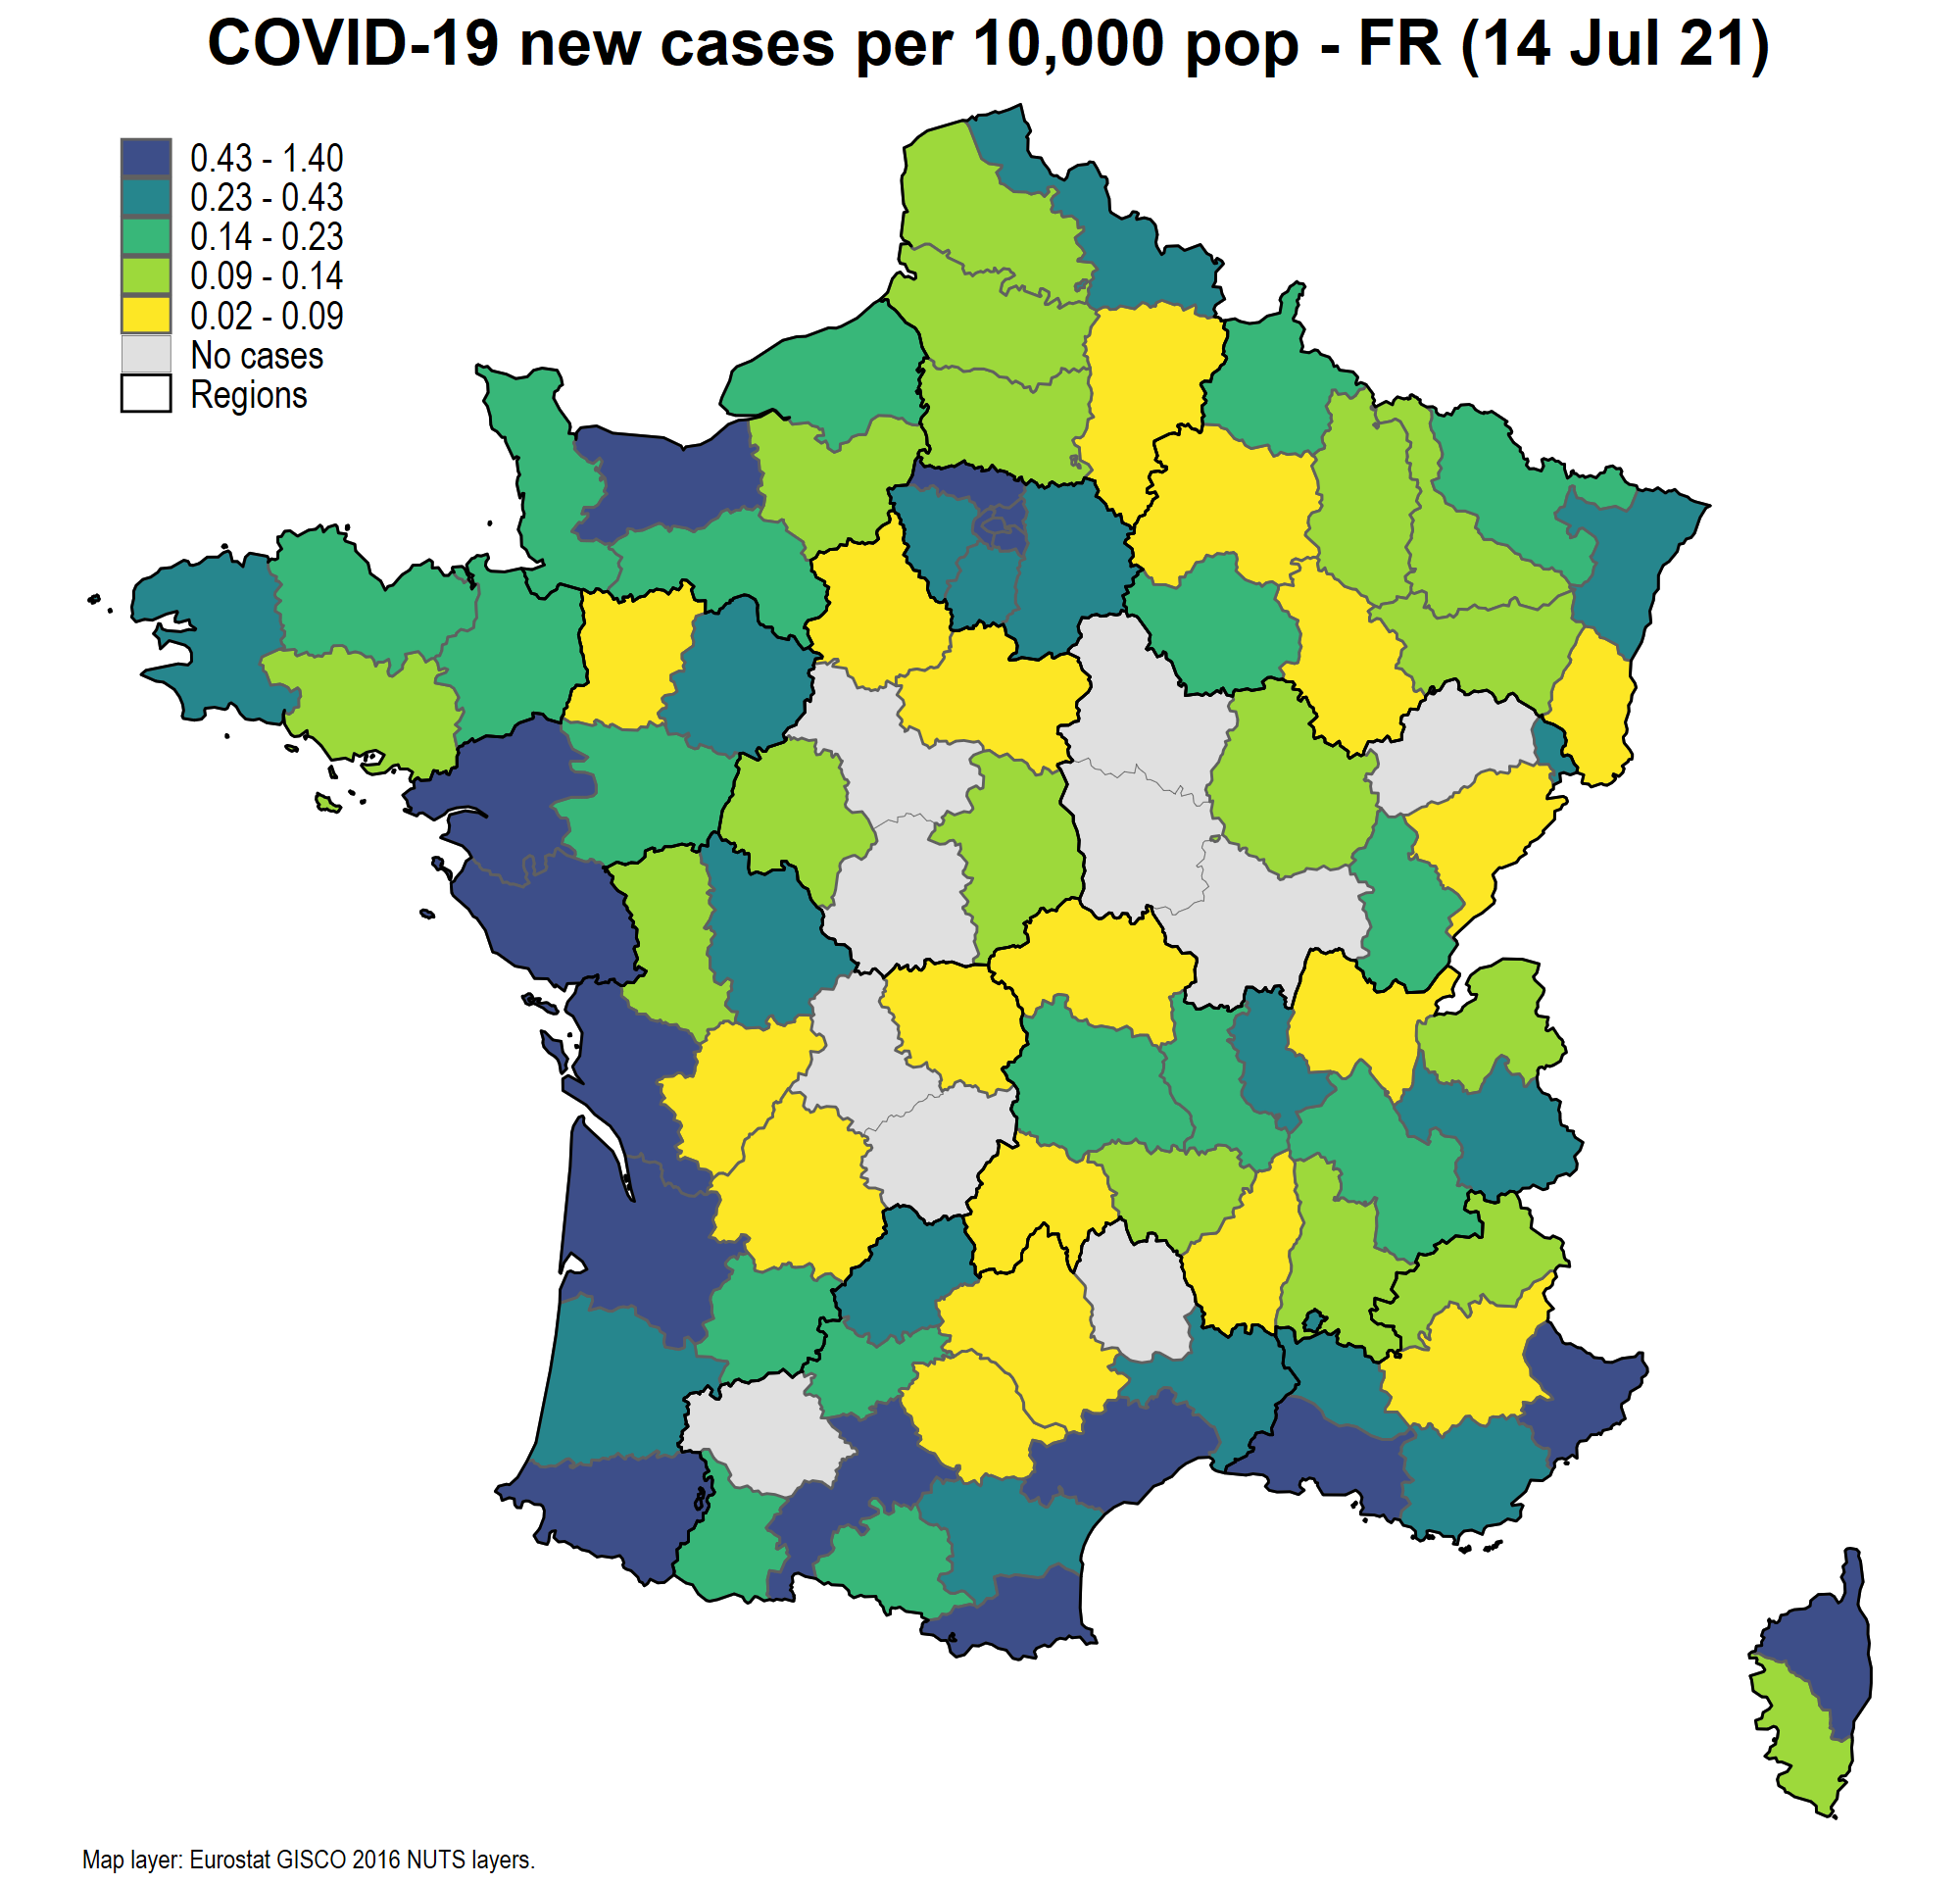 COVID-19 new cases per 10,000 pop - FR (14 Jul 21)
0.43 - 1.40
0.23 - 0.43
0.14 - 0.23
0.09 - 0.14
0.02 - 0.09
No cases
Regions
Map layer: Eurostat GISCO 2016 NUTS layers.